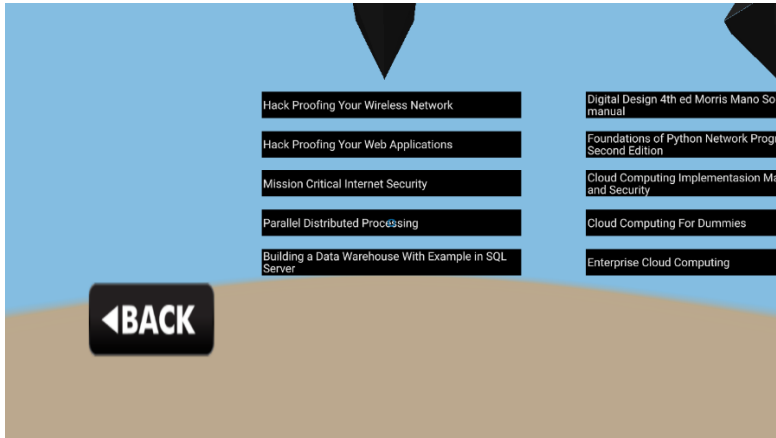 Hack Proofing Your Wireless Network
Hack Proofing Your Web Applications
Mission Critical Internet Security
Parallel Distributed Processing
Building a Data Warehouse With Example in SQL
Server
Digital Design 4th ed Morris Mano So
manual
Foundations of Python Network Prog
Second Edition
Cloud Computing Implementasion Ma
and Security
Cloud Computing For Dummies
Enterprise Cloud Computing
BACK